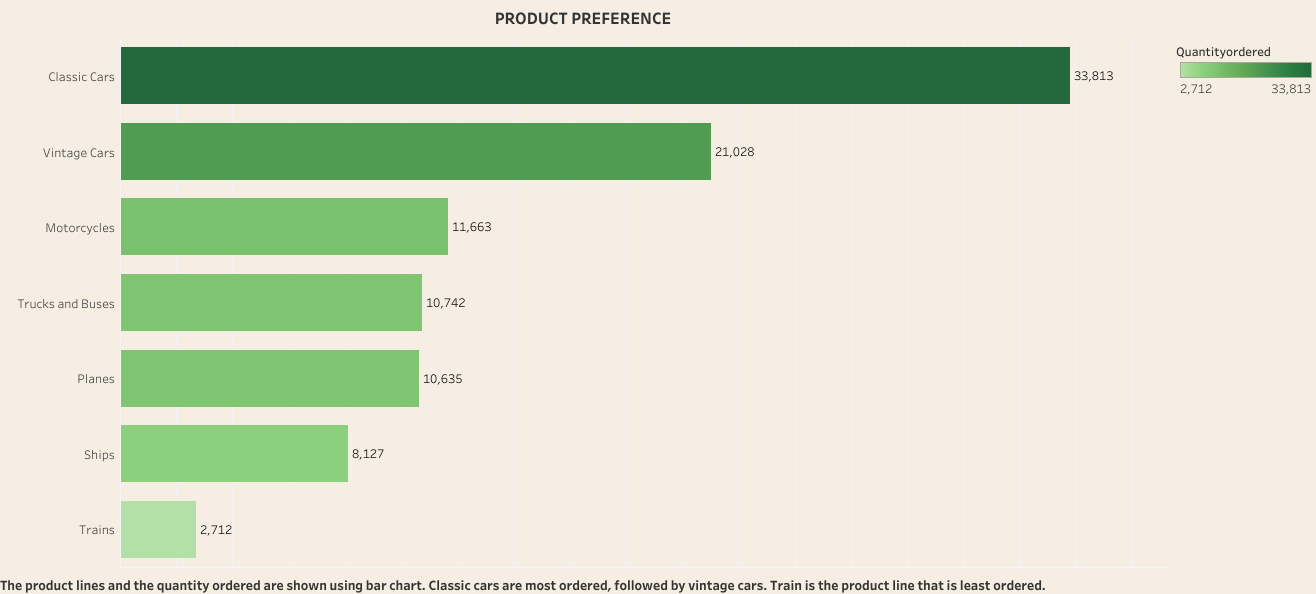 PRODUCT PREFERENCE
Quantityordered
2,712 33,813
Classic Cars 33,813
Vintage Cars 21,028
Motorcycles 11,663
Trucks and Buses 10,742
Planes 10,635
Ships 8,127
Trains 2,712
The product lines and the quantity ordered are shown using bar chart. Classic cars are most ordered, followed by vintage cars. Train is the product line that is least ordered.